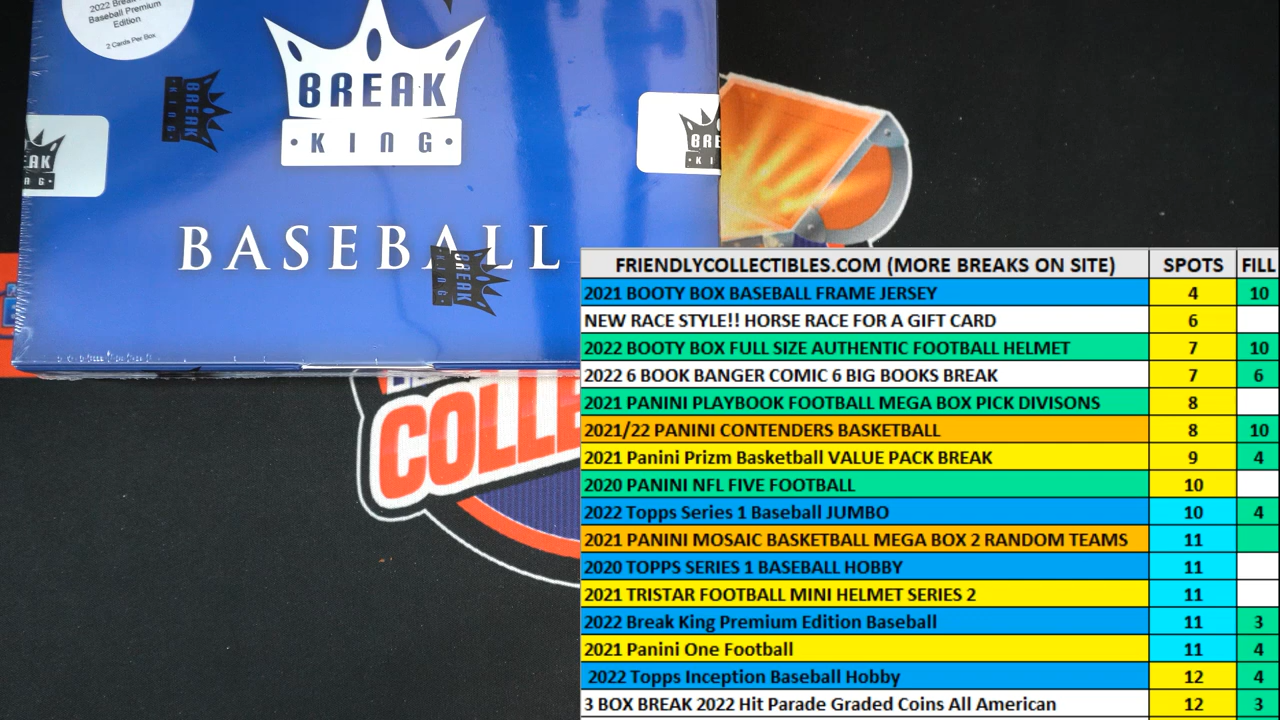 2022 Break
Baseball Premium
Edition
2 Cards Per Box
BREAK
• KING •
BREAK
• KING •
AK
BRE
• KI
BASEBALL
BREAK
KING
COLLE
FRIENDLYCOLLECTIBLES.COM (MORE BREAKS ON SITE) SPOTS FILL
2021 BOOTY BOX BASEBALL FRAME JERSEY 4 10
NEW RACE STYLE!! HORSE RACE FOR A GIFT CARD 6
2022 BOOTY BOX FULL SIZE AUTHENTIC FOOTBALL HELMET 7 10
2022 6 BOOK BANGER COMIC 6 BIG BOOKS BREAK 7 6
2021 PANINI PLAYBOOK FOOTBALL MEGA BOX PICK DIVISONS 8
2021/22 PANINI CONTENDERS BASKETBALL 8 10
2021 Panini Prizm Basketball VALUE PACK BREAK 9 4
2020 PANINI NFL FIVE FOOTBALL 10
2022 Topps Series 1 Baseball JUMBO 10 4
2021 PANINI MOSAIC BASKETBALL MEGA BOX 2 RANDOM TEAMS 11
2020 TOPPS SERIES 1 BASEBALL HOBBY 11
2021 TRISTAR FOOTBALL MINI HELMET SERIES 2 11
2022 Break King Premium Edition Baseball 11 3
2021 Panini One Football 11 4
2022 Topps Inception Baseball Hobby 12 4
3 BOX BREAK 2022 Hit Parade Graded Coins All American 12 3